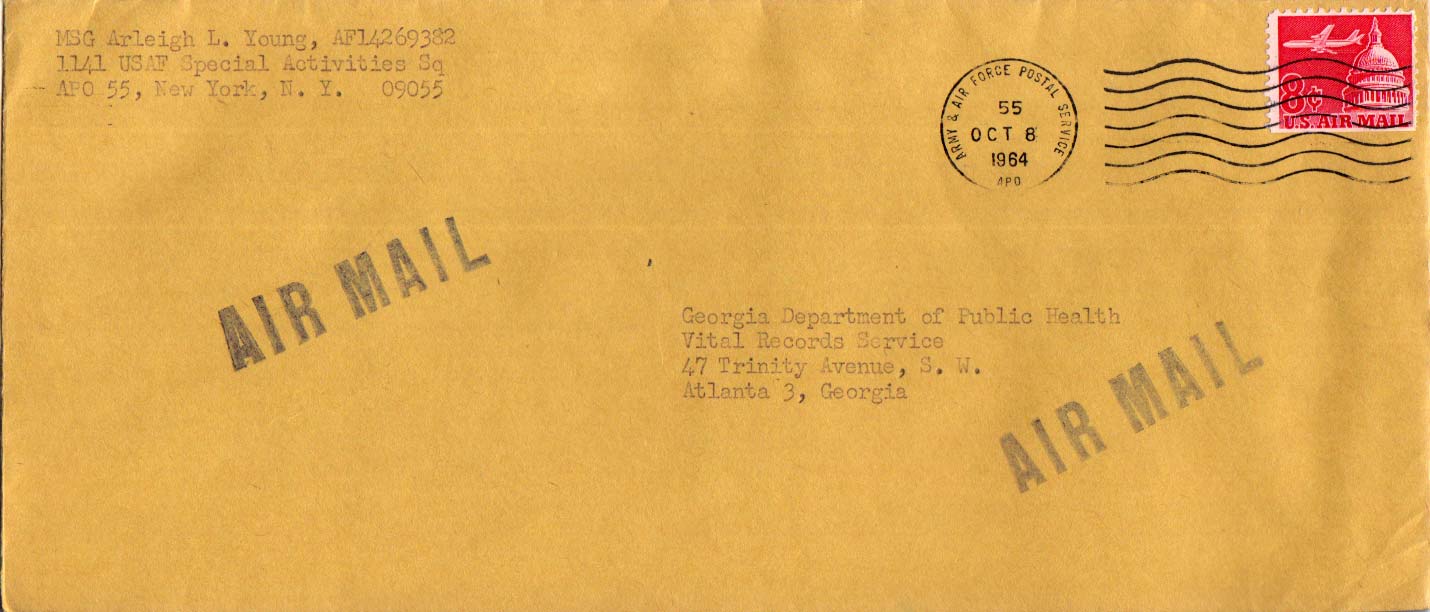 MSG Arleigh L. Young, AF14269382
1141 USAF Special Activities Sq
APO 55, New York, N. Y. 09055
ARMY & AIR FORCE POSTAL SERVICE
55
OCT 8
1964
APO
8¢
U.S. AIR MAIL
AIR MAIL
Georgia Department of Public Health
Vital Records Service
47 Trinity Avenue, S. W.
Atlanta 3, Georgia
AIR MAIL